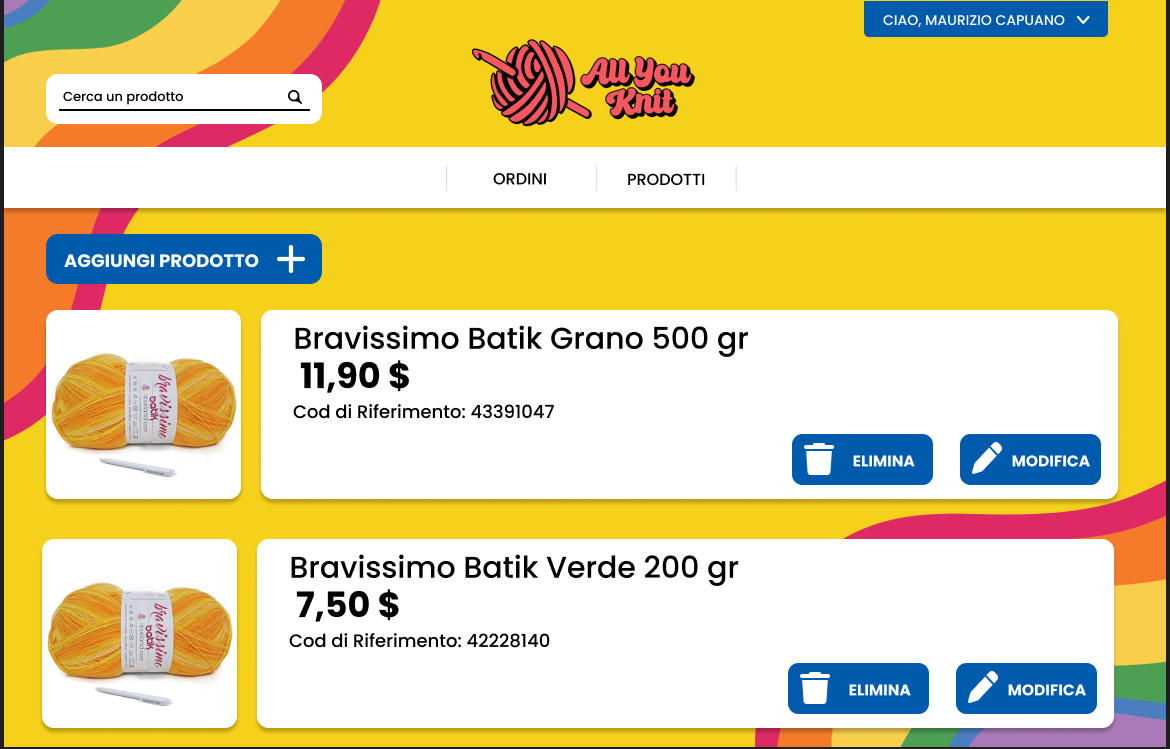 CIAO, MAURIZIO CAPUANO
Cerca un prodotto
All You
Knit
ORDINI
PRODOTTI
AGGIUNGI PRODOTTO
bravissimo
batik
Bravissimo Batik Grano 500 gr
11,90 $
Cod di Riferimento: 43391047
ELIMINA
MODIFICA
bravissimo
batik
Bravissimo Batik Verde 200 gr
7,50 $
Cod di Riferimento: 42228140
ELIMINA
MODIFICA